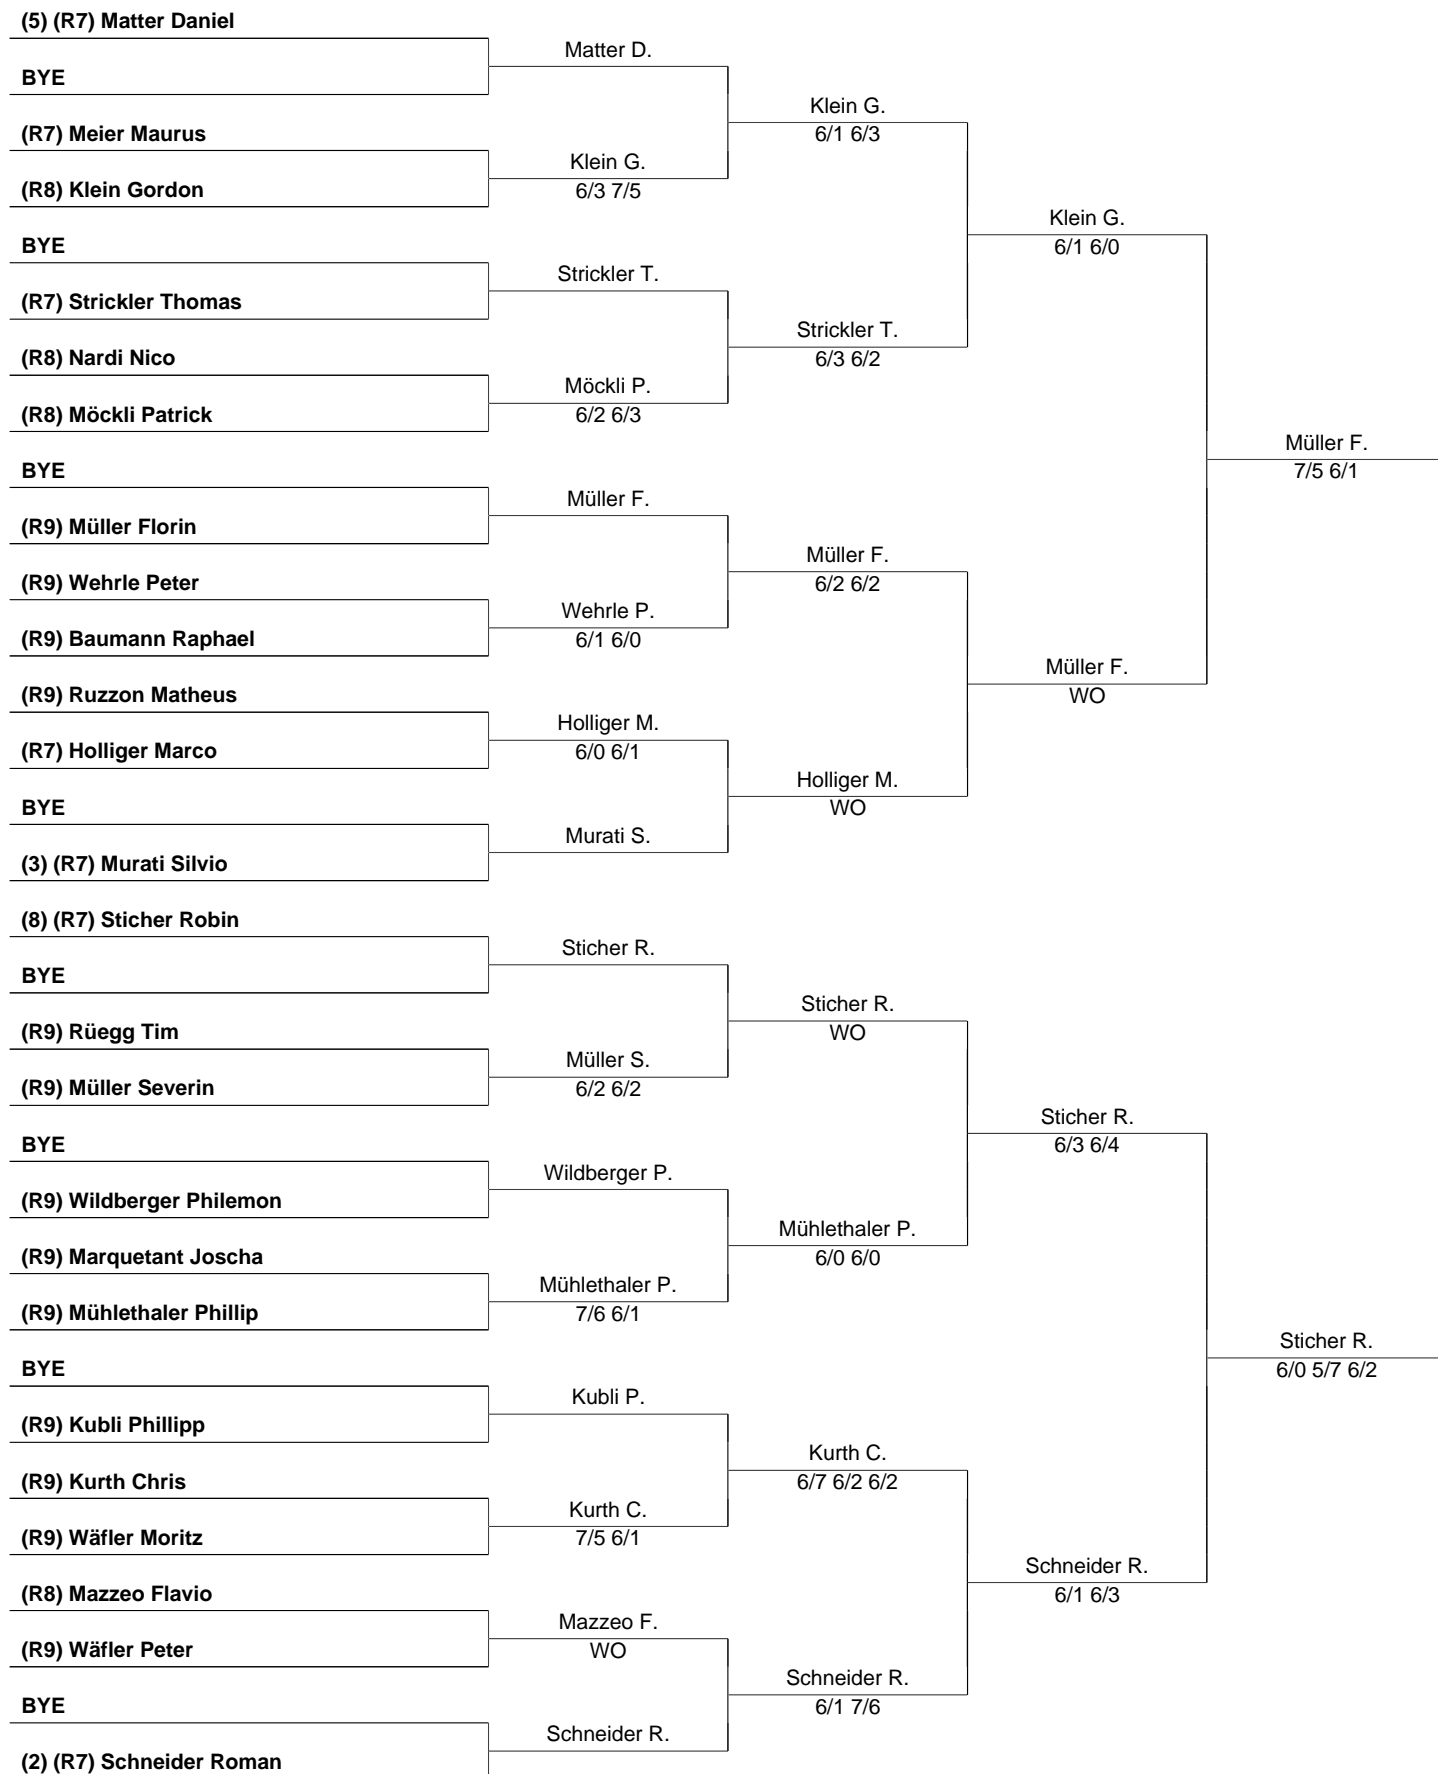 (5) (R7) Matter Daniel
Matter D.
BYE
Klein G.
(R7) Meier Maurus
6/1 6/3
Klein G.
(R8) Klein Gordon
6/3 7/5
Klein G.
BYE
6/1 6/0
Strickler T.
(R7) Strickler Thomas
Strickler T.
(R8) Nardi Nico
6/3 6/2
Möckli P.
(R8) Möckli Patrick
6/2 6/3
Müller F.
BYE
7/5 6/1
Müller F.
(R9) Müller Florin
Müller F.
(R9) Wehrle Peter
6/2 6/2
Wehrle P.
(R9) Baumann Raphael
6/1 6/0
Müller F.
(R9) Ruzzon Matheus
WO
Holliger M.
(R7) Holliger Marco
6/0 6/1
Holliger M.
BYE
WO
Murati S.
(3) (R7) Murati Silvio
(8) (R7) Sticher Robin
Sticher R.
BYE
Sticher R.
(R9) Rüegg Tim
WO
Müller S.
(R9) Müller Severin
6/2 6/2
Sticher R.
BYE
6/3 6/4
Wildberger P.
(R9) Wildberger Philemon
Mühlethaler P.
(R9) Marquetant Joscha
6/0 6/0
Mühlethaler P.
(R9) Mühlethaler Phillip
7/6 6/1
Sticher R.
BYE
6/0 5/7 6/2
Kubli P.
(R9) Kubli Phillipp
Kurth C.
(R9) Kurth Chris
6/7 6/2 6/2
Kurth C.
(R9) Wäfler Moritz
7/5 6/1
Schneider R.
(R8) Mazzeo Flavio
6/1 6/3
Mazzeo F.
(R9) Wäfler Peter
WO
Schneider R.
BYE
6/1 7/6
Schneider R.
(2) (R7) Schneider Roman